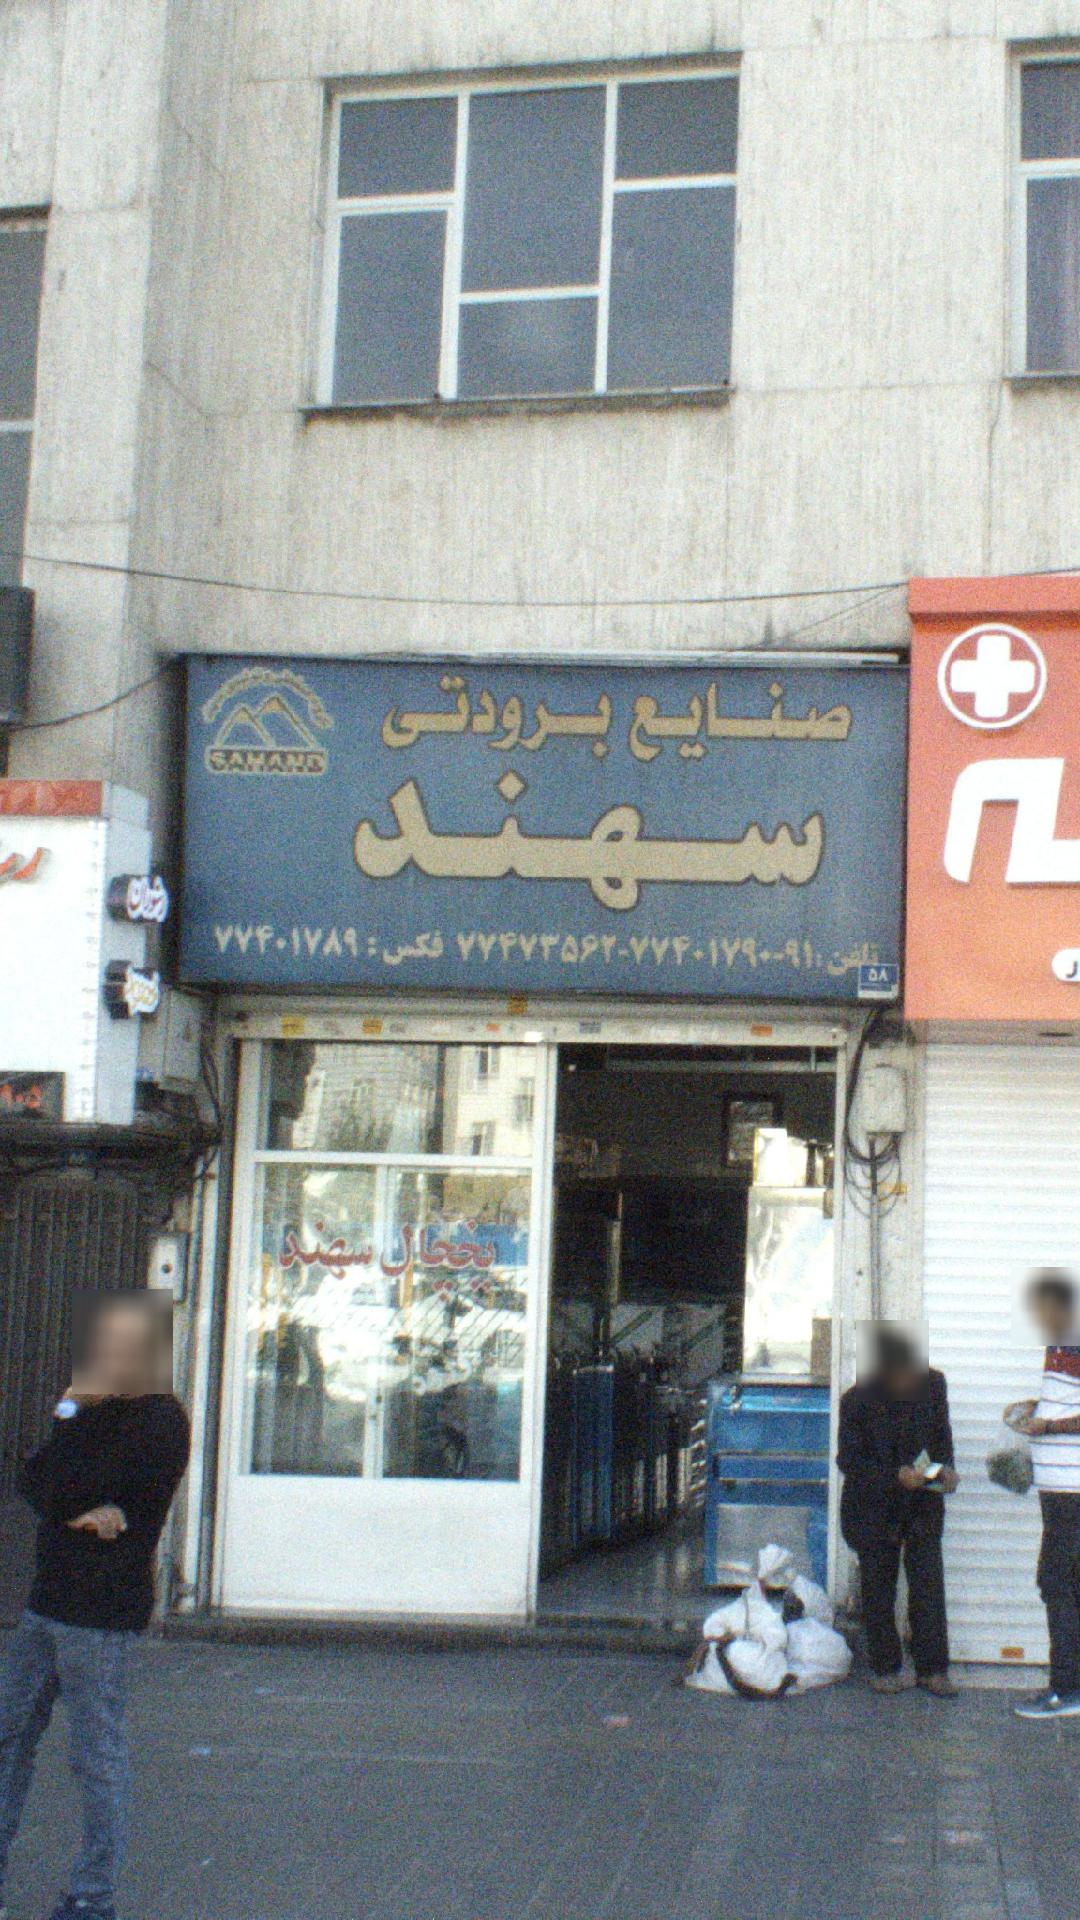 صنایع برودتی
SAHAND
سهند
تلفن: ۹۱-۷۷۴۰۱۷۹۰-۷۷۴۷۳۵۶۲ فکس: ۷۷۴۰۱۷۸۹
۵۸
یخچال سهند